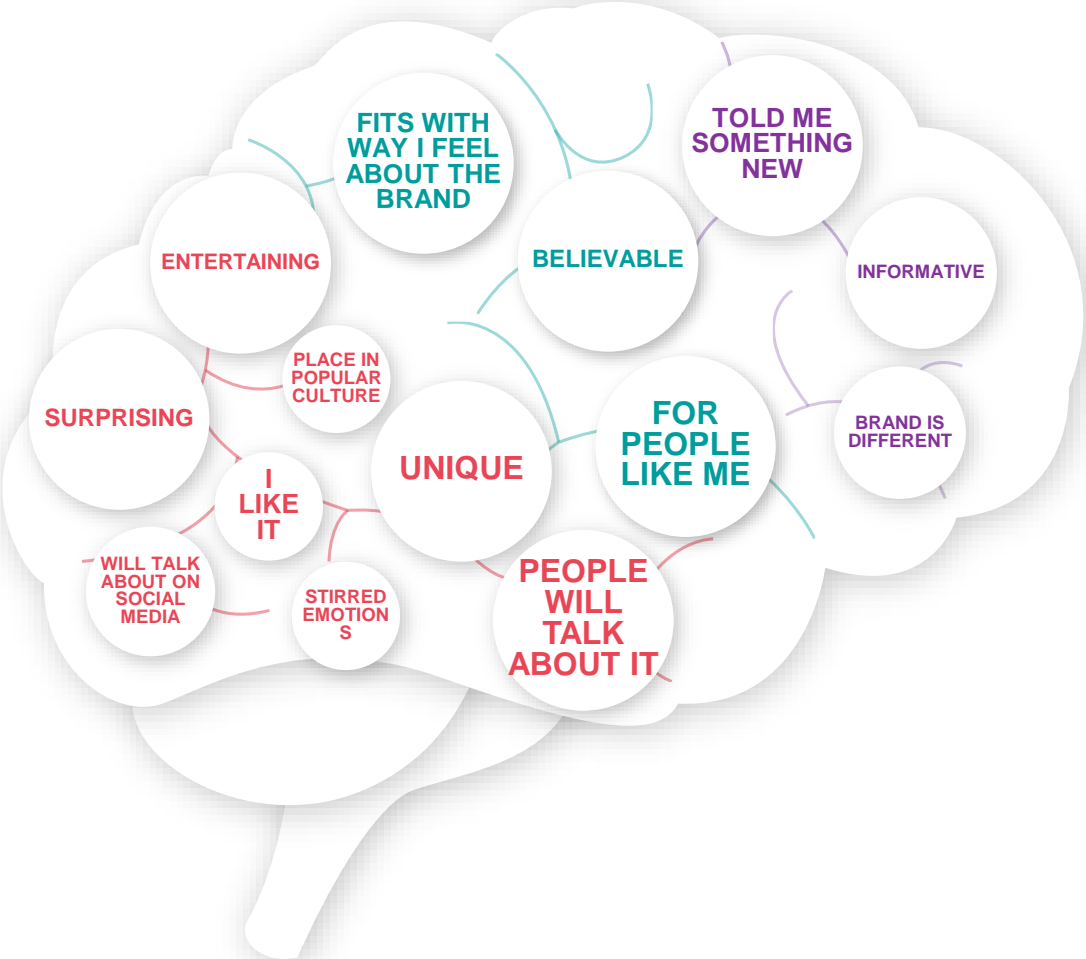 FITS WITH
WAY I FEEL
ABOUT THE
BRAND
TOLD ME
SOMETHING
NEW
ENTERTAINING
BELIEVABLE
INFORMATIVE
PLACE IN
POPULAR
CULTURE
SURPRISING
UNIQUE
FOR
PEOPLE
LIKE ME
BRAND IS
DIFFERENT
I
LIKE
IT
WILL TALK
ABOUT ON
SOCIAL
MEDIA
STIRRED
EMOTION
S
PEOPLE
WILL
TALK
ABOUT IT